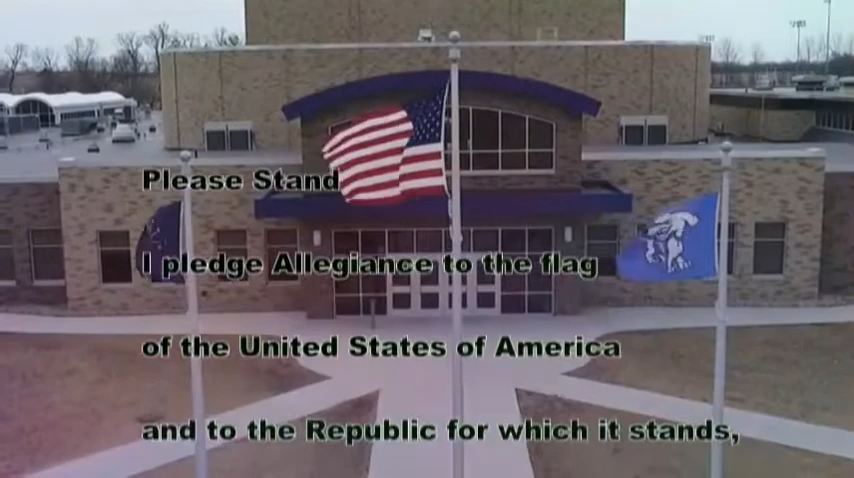 Please Stand
I pledge Allegiance to the flag
of the United States of America
and to the Republic for which it stands,